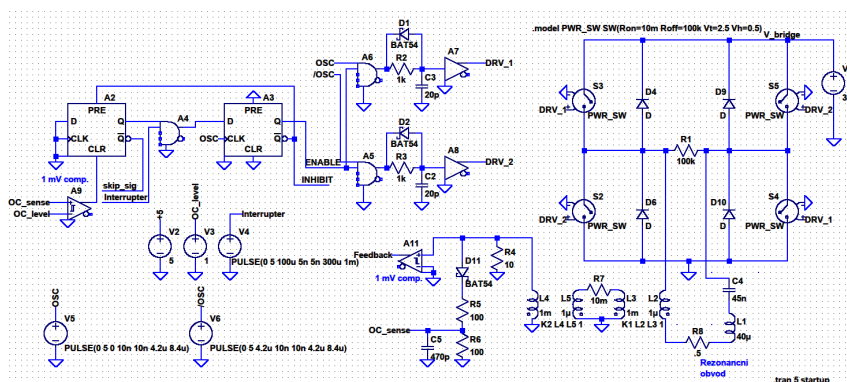 .model PWR_SW SW(Ron=10m Roff=100k Vt=2.5 Vh=0.5)
V_bridge
D1
BAT54
OSC
/OSC
A6
R2
1k
C3
20p
A7
DRV_1
S3
DRV_1
PWR_SW
D4
D
D9
D
S5
DRV_2
PWR_SW
V
3
A2
PRE
D
Q
CLK
Q
CLR
A4
A3
PRE
D
Q
OSC
CLK
Q
CLR
R1
100k
D2
BAT54
ENABLE
A5
R3
1k
C2
20p
A8
DRV_2
INHIBIT
1 mV comp.
A9
skip_sig
Interrupter
OC_sense
OC_level
S2
DRV_2
PWR_SW
D6
D
D10
D
S4
DRV_1
PWR_SW
+5
V2
5
OC_level
V3
1
Interrupter
V4
PULSE(0 5 100u 5n 5n 300u 1m)
Feedback
A11
1 mV comp.
D11
BAT54
R4
10
R5
100
OC_sense
C5
470p
R6
100
L4
1m
L5
1µ
R7
10m
L3
1m
L2
1µ
K2 L4 L5 1
K1 L2 L3 1
C4
45n
L1
40µ
R8
.5
Rezonancni
obvod
OSC
V5
PULSE(0 5 0 10n 10n 4.2u 8.4u)
/OSC
V6
PULSE(0 5 4.2u 10n 10n 4.2u 8.4u)
.tran 5 startup